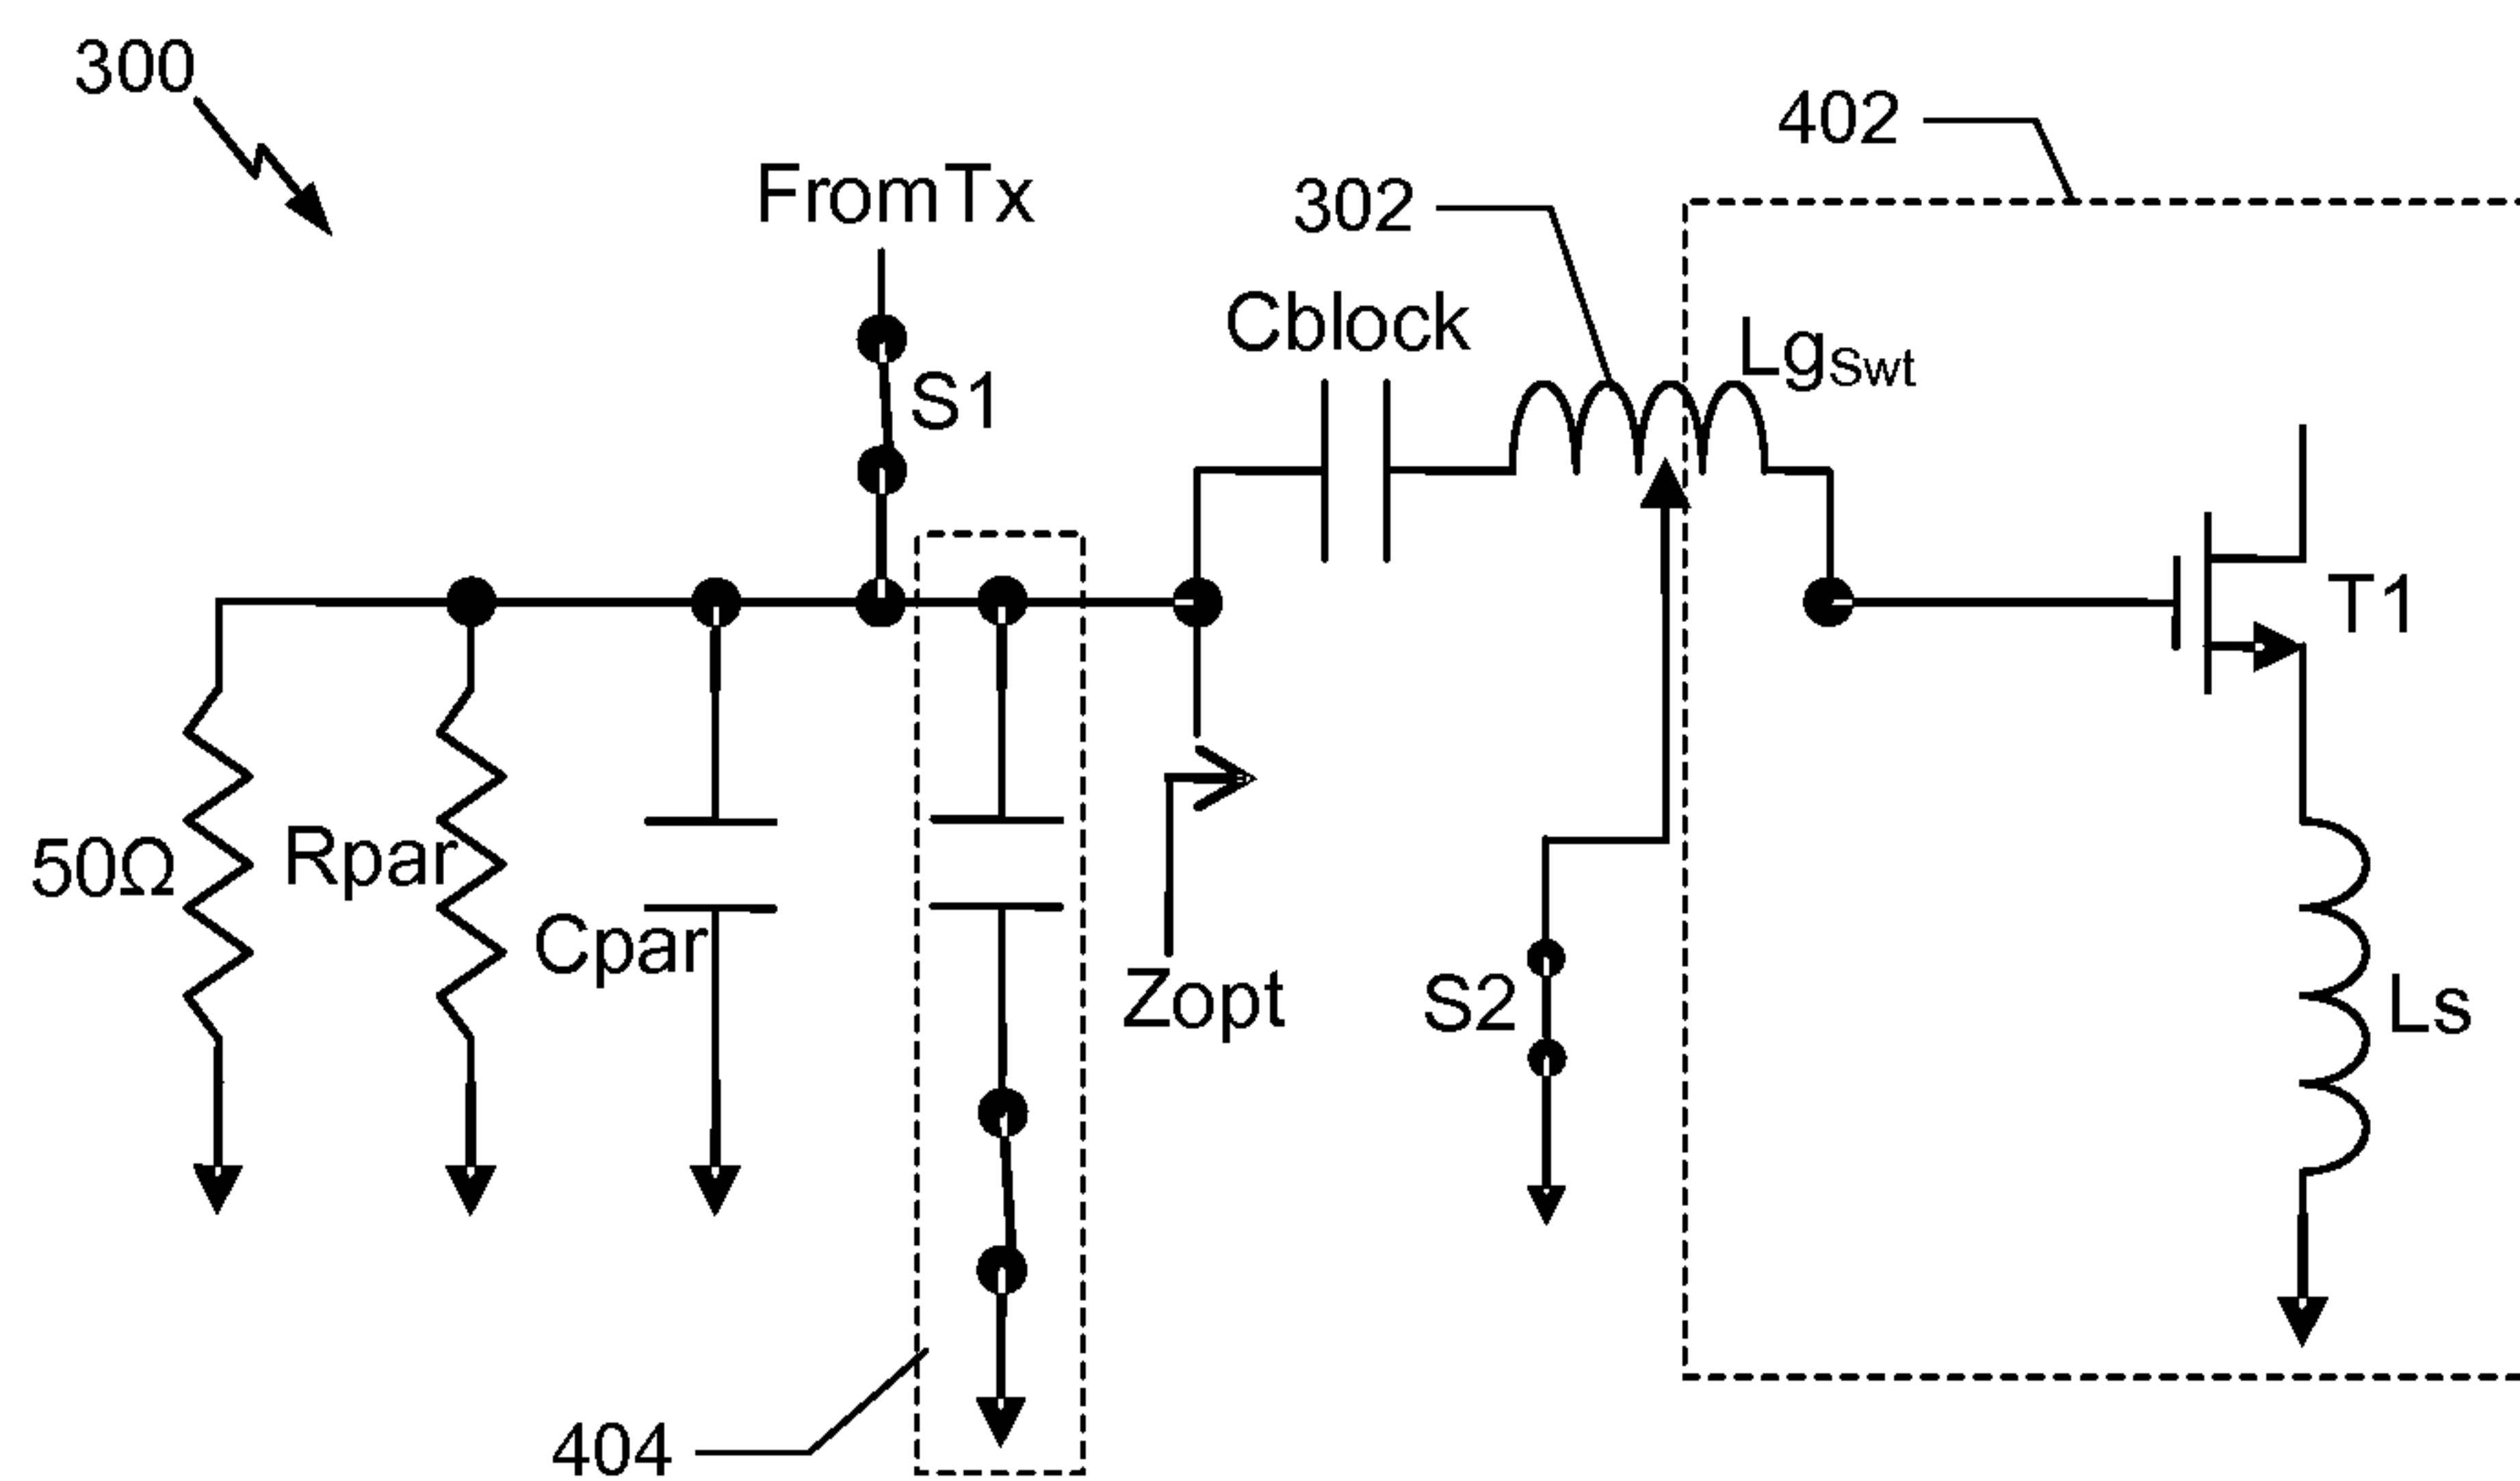 300
402
FromTx
302
Cblock
Lgswt
S1
T1
50Ω
Rpar
Cpar
Zopt
S2
Ls
404